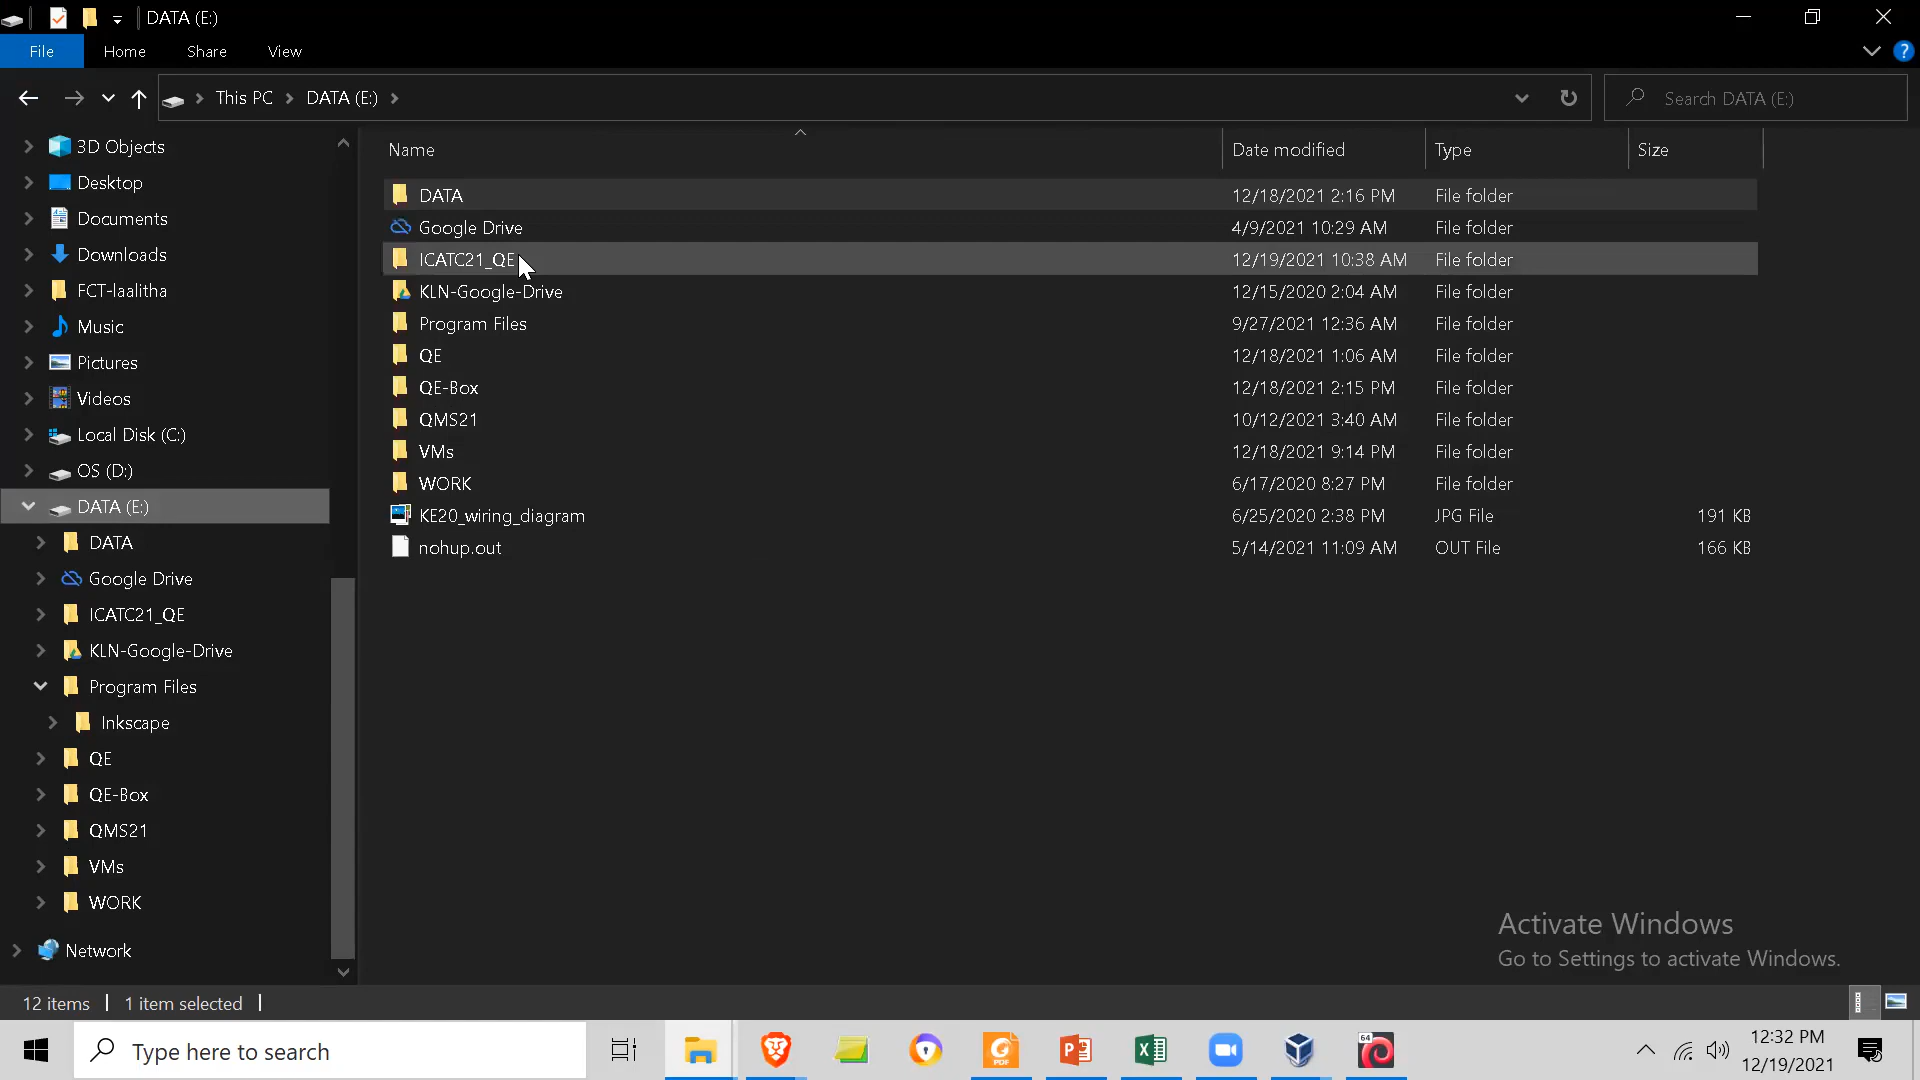 DATA (E:)
File Home Share View
This PC DATA (E:)
Search DATA (E:)
3D Objects
Desktop
Documents
Downloads
FCT-laalitha
Music
Pictures
Videos
Local Disk (C:)
OS (D:)
DATA (E:)
DATA
Google Drive
ICATC21_QE
KLN-Google-Drive
Program Files
Inkscape
QE
QE-Box
QMS21
VMs
WORK
Network
Name Date modified Type Size
DATA 12/18/2021 2:16 PM File folder
Google Drive 4/9/2021 10:29 AM File folder
ICATC21_QE 12/19/2021 10:38 AM File folder
KLN-Google-Drive 12/15/2020 2:04 AM File folder
Program Files 9/27/2021 12:36 AM File folder
QE 12/18/2021 1:06 AM File folder
QE-Box 12/18/2021 2:15 PM File folder
QMS21 10/12/2021 3:40 AM File folder
VMs 12/18/2021 9:14 PM File folder
WORK 6/17/2020 8:27 PM File folder
KE20_wiring_diagram 6/25/2020 2:38 PM JPG File 191 KB
nohup.out 5/14/2021 11:09 AM OUT File 166 KB
Activate Windows
Go to Settings to activate Windows.
12 items 1 item selected
Type here to search
PDF
64
12:32 PM
12/19/2021